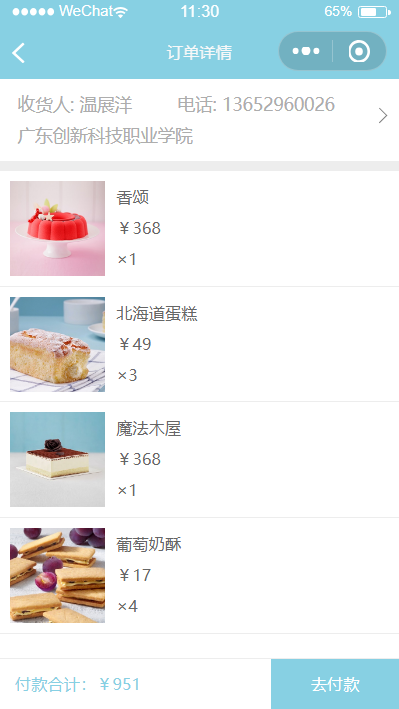 WeChat 11:30 65%
订单详情
收货人: 温展洋 电话: 13652960026
广东创新科技职业学院
香颂
￥368
×1
北海道蛋糕
￥49
×3
魔法木屋
￥368
×1
葡萄奶酥
￥17
×4
付款合计：￥951 去付款